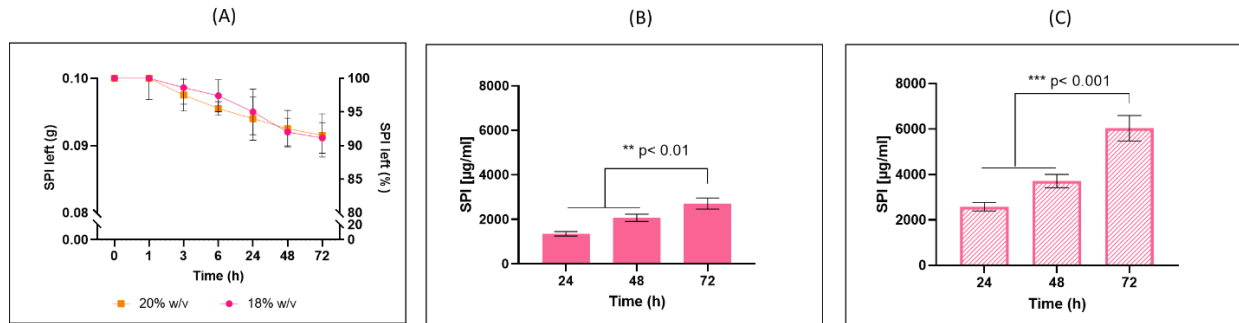 (A)
0.10
0.09
0.08
0.00
SPI left (g)
100
95
90
85
80
20
0
SPI left (%)
0 1 3 6 24 48 72
Time (h)
20% w/v 18% w/v
(B)
8000
6000
4000
2000
0
SPI [µg/ml]
** p< 0.01
24 48 72
Time (h)
(C)
8000
6000
4000
2000
0
SPI [µg/ml]
*** p< 0.001
24 48 72
Time (h)